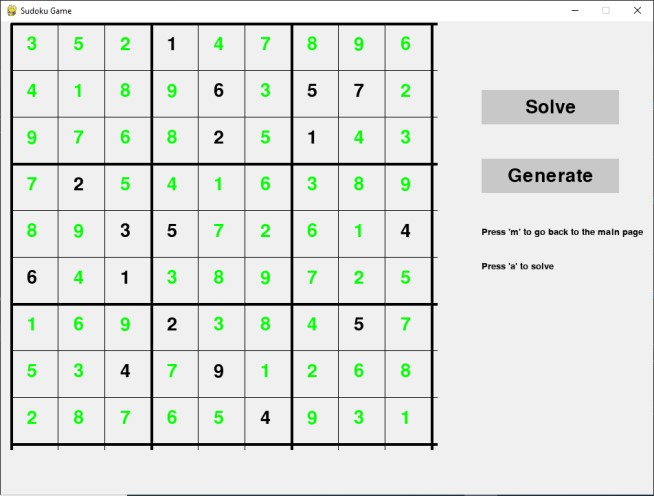 Sudoku Game
3 5 2 1 4 7 8 9 6
4 1 8 9 6 3 5 7 2
9 7 6 8 2 5 1 4 3
7 2 5 4 1 6 3 8 9
8 9 3 5 7 2 6 1 4
6 4 1 3 8 9 7 2 5
1 6 9 2 3 8 4 5 7
5 3 4 7 9 1 2 6 8
2 8 7 6 5 4 9 3 1
Solve
Generate
Press 'm' to go back to the main page
Press 'a' to solve